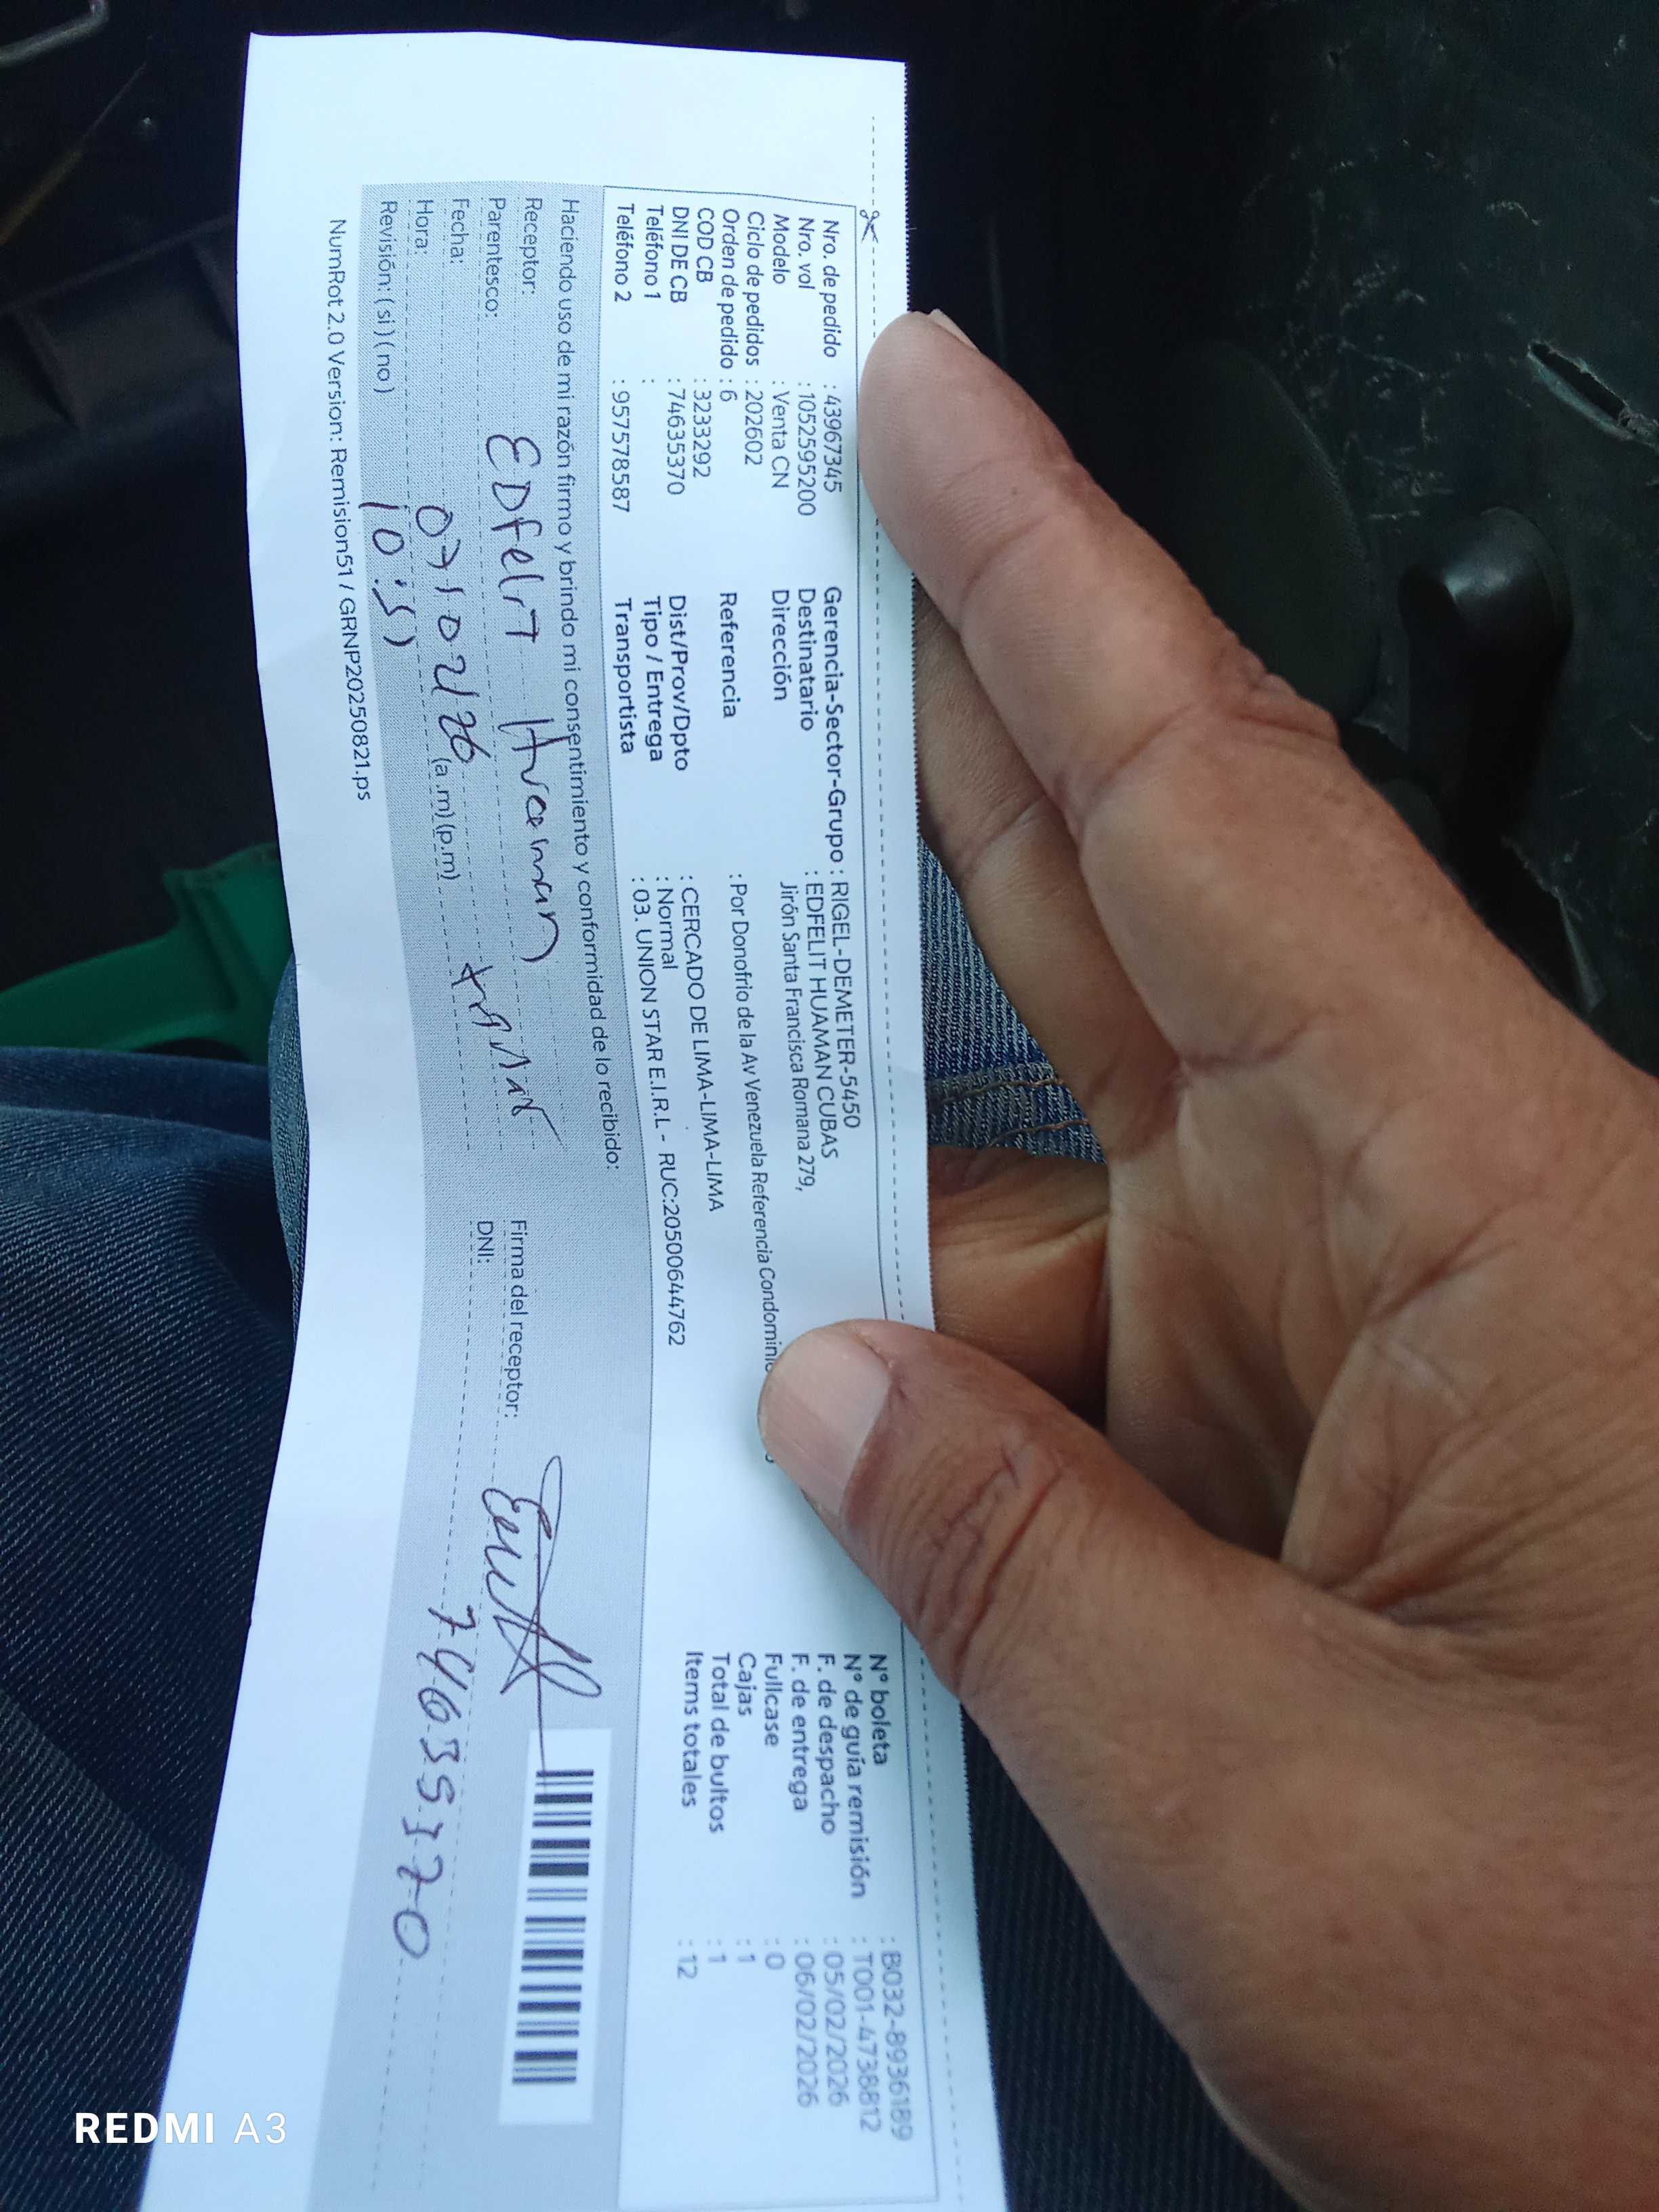 Nro. de pedido : 43967345
Nro. vol : 1052595200
Modelo : Venta CN
Ciclo de pedidos : 202602
Orden de pedido : 6
COD CB : 3233292
DNI DE CB : 74635370
Teléfono 1 :
Teléfono 2 : 957578587
Gerencia-Sector-Grupo : RIGEL-DEMETER-5450
Destinatario : EDFELIT HUAMAN CUBAS
Dirección Jirón Santa Francisca Romana 279,
Referencia : Por Donofrio de la Av Venezuela Referencia Condomini
Dist/Prov/Dpto : CERCADO DE LIMA-LIMA-LIMA
Tipo / Entrega : Normal
Transportista : 03. UNION STAR E.I.R.L - RUC:20500644762
N° boleta : B032-8936189
N° de guía remisión : T001-4738812
F. de despacho : 05/02/2026
F. de entrega : 06/02/2026
Fullcase : 0
Cajas : 1
Total de bultos : 1
Items totales : 12
Haciendo uso de mi razón firmo y brindo mi consentimiento y conformidad de lo recibido:
Receptor: Huaman
Parentesco:
Fecha: 07/02/26
Hora: 10:51 (a.m) (p.m)
Revisión: ( si ) ( no )
Firma del receptor:
DNI: 74635370
NumRot 2.0 Version: Remision51 / GRNP20250821.ps
REDMI A3